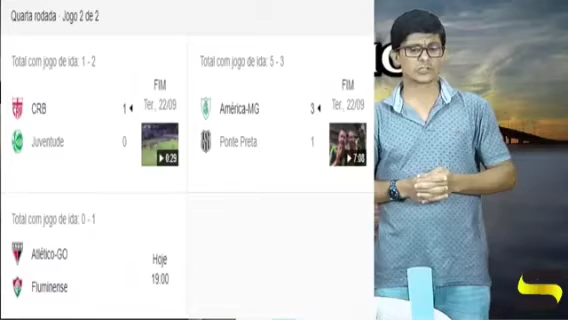 Quarta rodada · Jogo 2 de 2
Total com jogo de ida: 1 - 2
FIM
Ter., 22/09
CRB 1
Juventude 0
0:29
Total com jogo de ida: 5 - 3
FIM
Ter., 22/09
América-MG 3
Ponte Preta 1
7:08
Total com jogo de ida: 0 - 1
Atlético-GO
Fluminense
Hoje
19:00